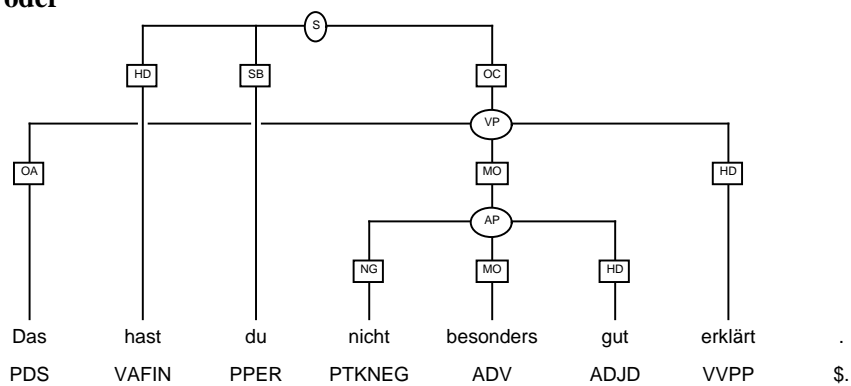 oder
S
HD SB OC
VP
OA MO HD
AP
NG MO HD
Das hast du nicht besonders gut erklärt .
PDS VAFIN PPER PTKNEG ADV ADJD VVPP $.